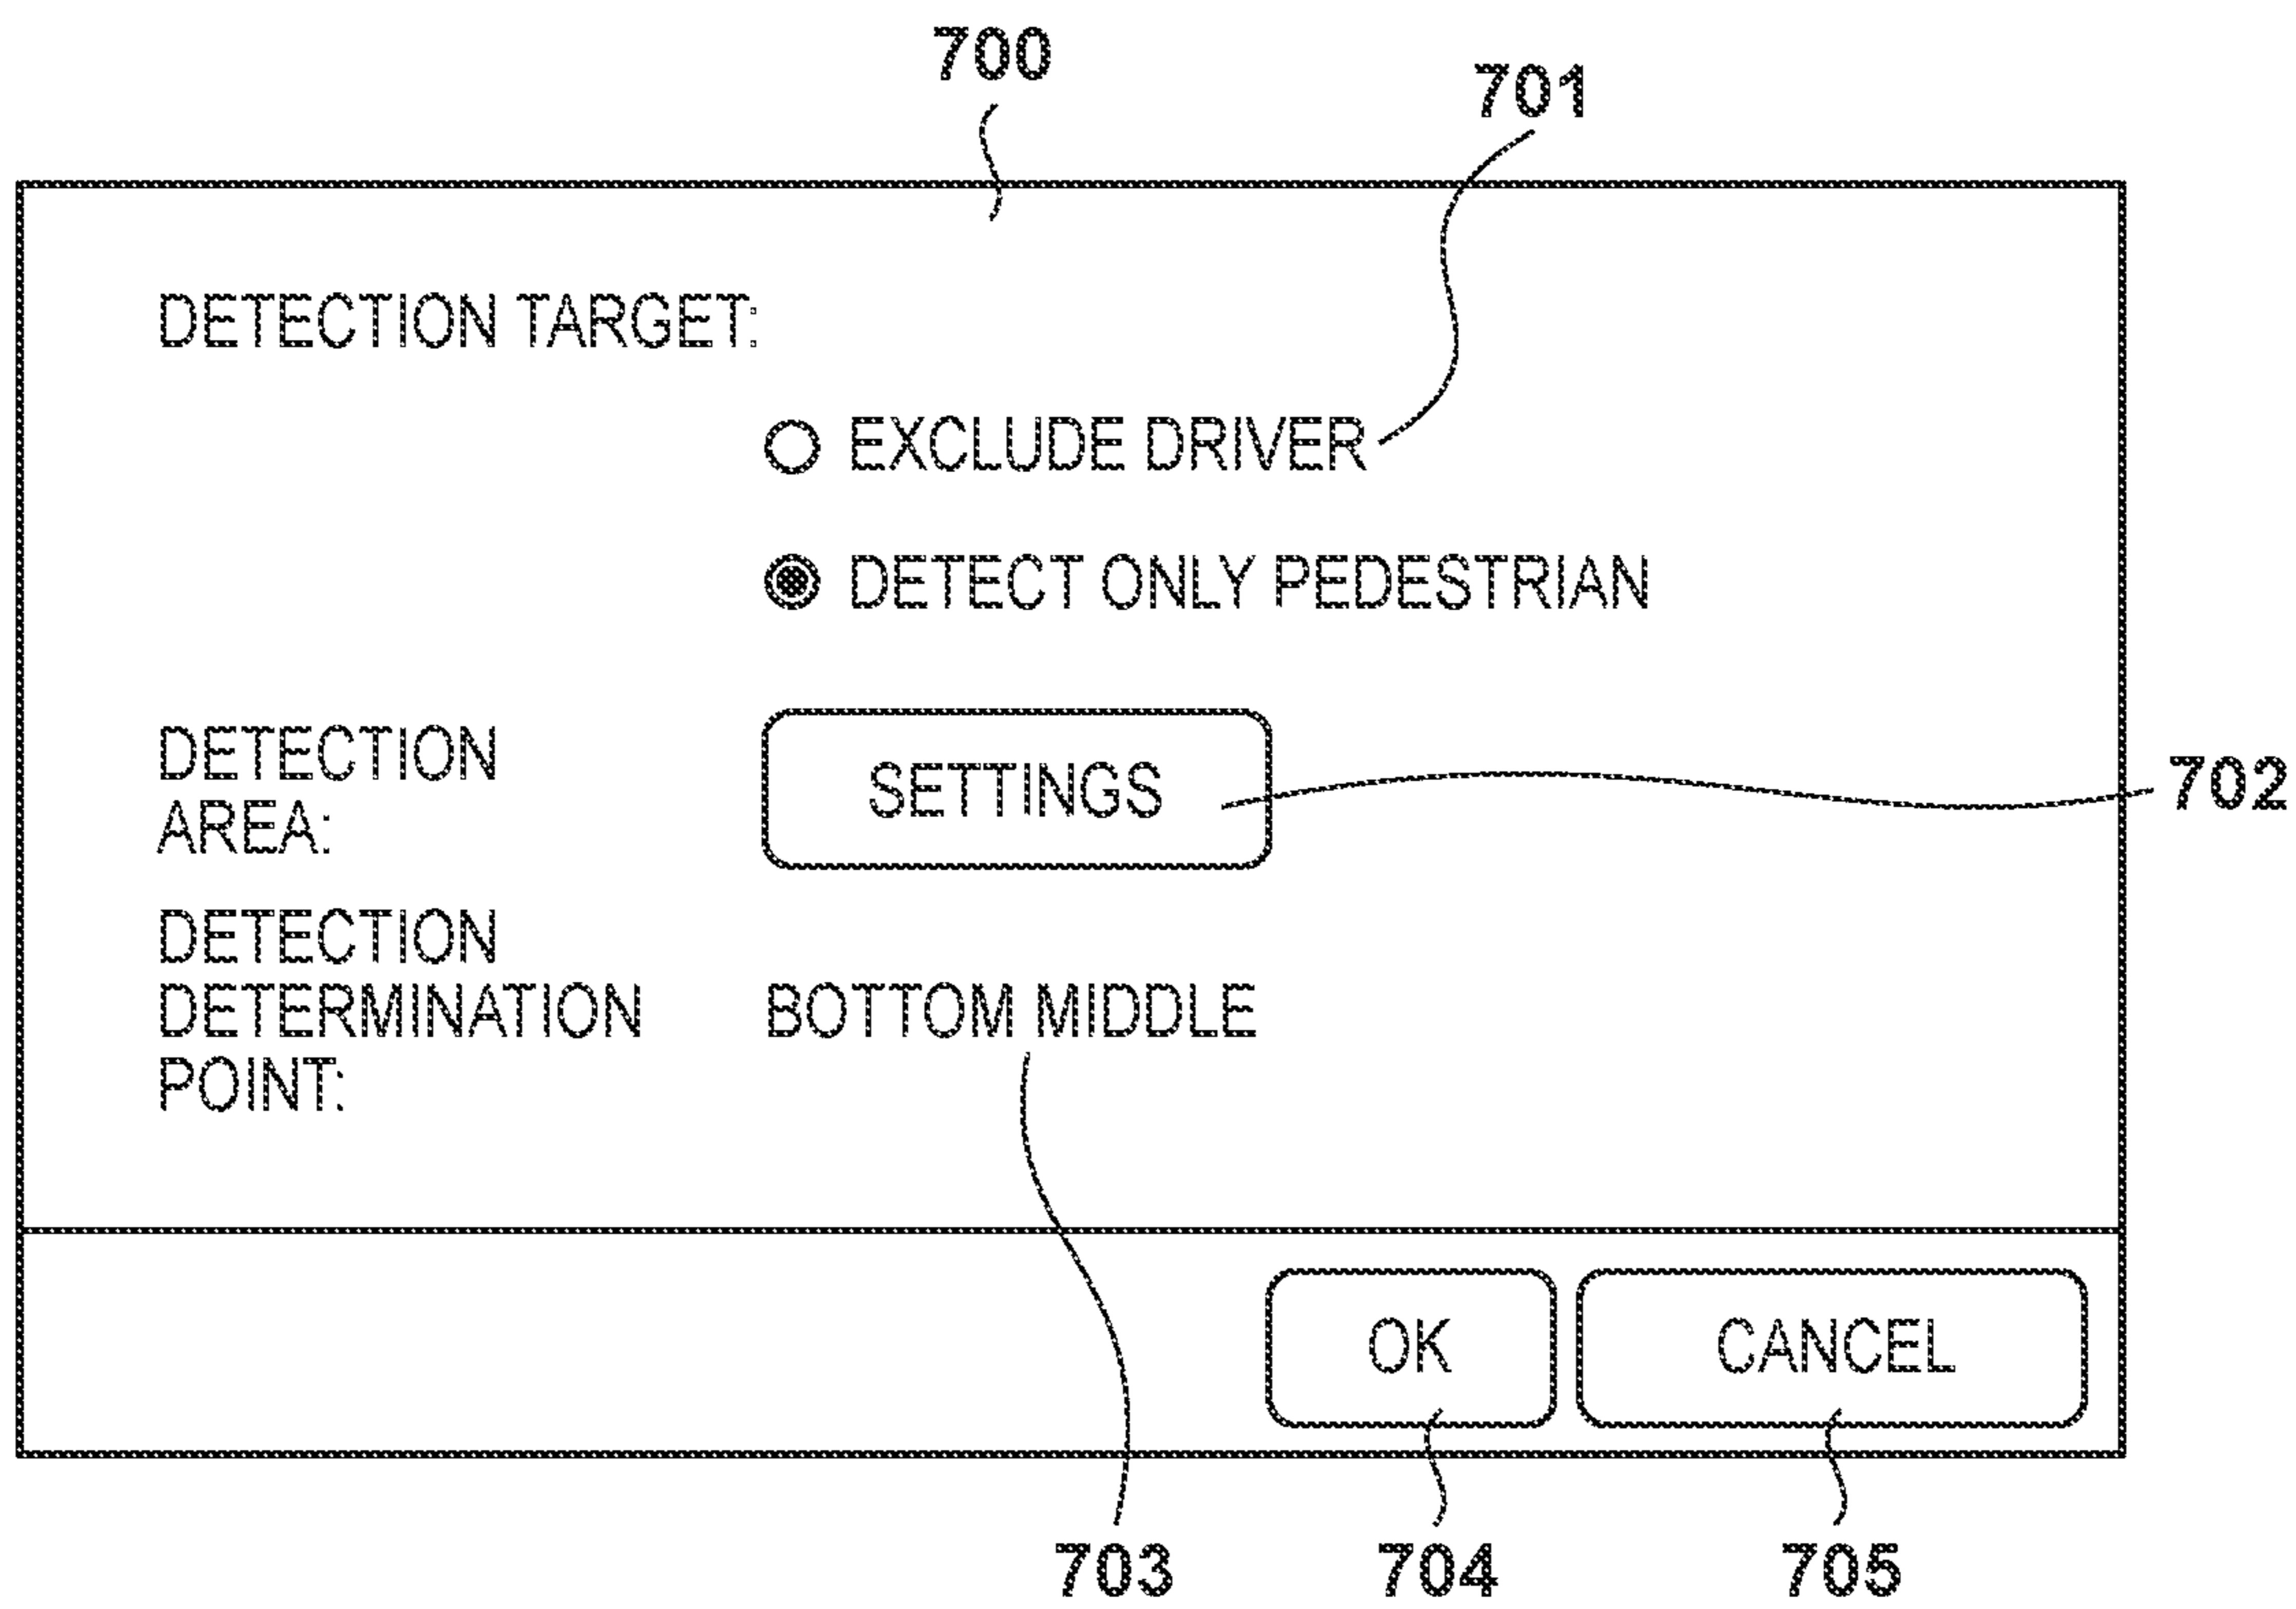 700
701
DETECTION TARGET:
EXCLUDE DRIVER
DETECT ONLY PEDESTRIAN
DETECTION
AREA:
SETTINGS
702
DETECTION
DETERMINATION
POINT:
BOTTOM MIDDLE
OK
CANCEL
703
704
705